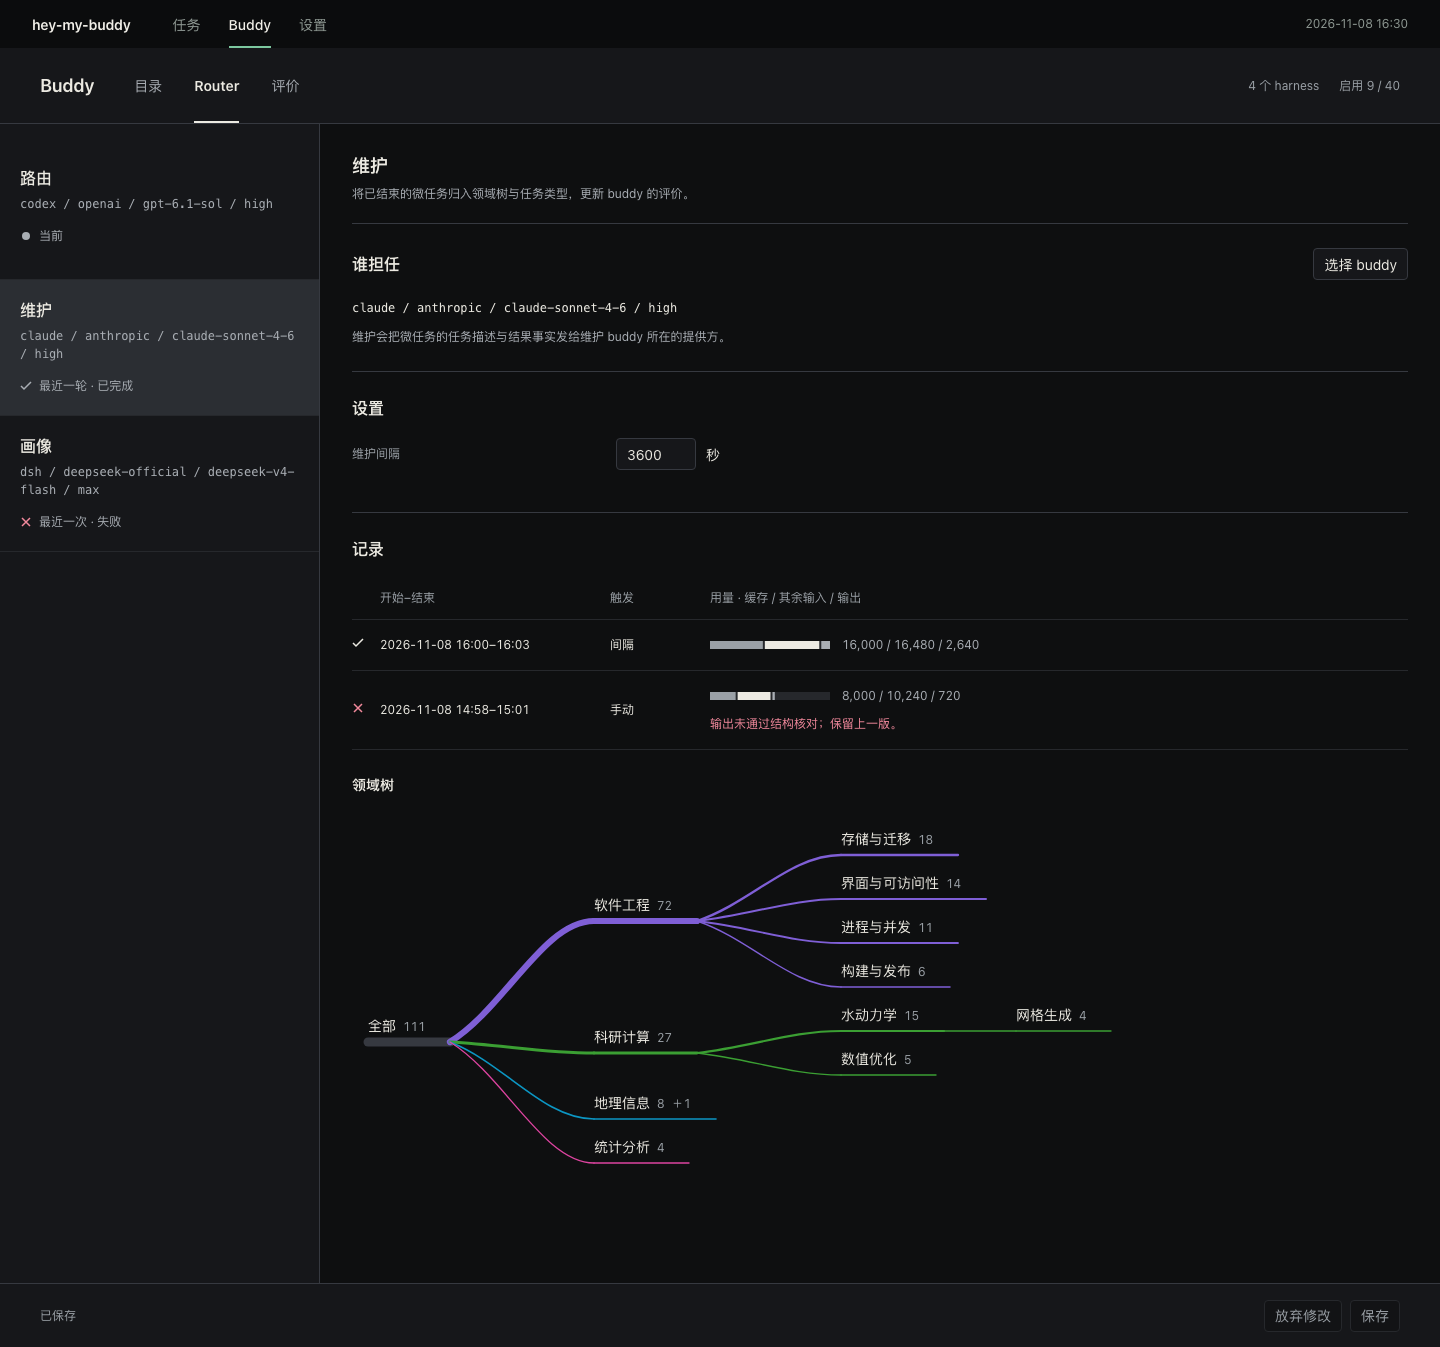 hey-my-buddy 任务 Buddy 设置 2026-11-08 16:30
Buddy 目录 Router 评价 4 个 harness 启用 9 / 40
路由
codex / openai / gpt-6.1-sol / high
当前
维护
claude / anthropic / claude-sonnet-4-6
/ high
最近一轮 · 已完成
画像
dsh / deepseek-official / deepseek-v4-
flash / max
最近一次 · 失败
维护
将已结束的微任务归入领域树与任务类型，更新 buddy 的评价。
谁担任 选择 buddy
claude / anthropic / claude-sonnet-4-6 / high
维护会把微任务的任务描述与结果事实发给维护 buddy 所在的提供方。
设置
维护间隔 3600 秒
记录
开始–结束 触发 用量 · 缓存 / 其余输入 / 输出
2026-11-08 16:00–16:03 间隔 16,000 / 16,480 / 2,640
2026-11-08 14:58–15:01 手动 8,000 / 10,240 / 720
输出未通过结构核对；保留上一版。
领域树
存储与迁移 18
界面与可访问性 14
软件工程 72
进程与并发 11
构建与发布 6
水动力学 15 网格生成 4
全部 111
科研计算 27
数值优化 5
地理信息 8 +1
统计分析 4
已保存 放弃修改 保存